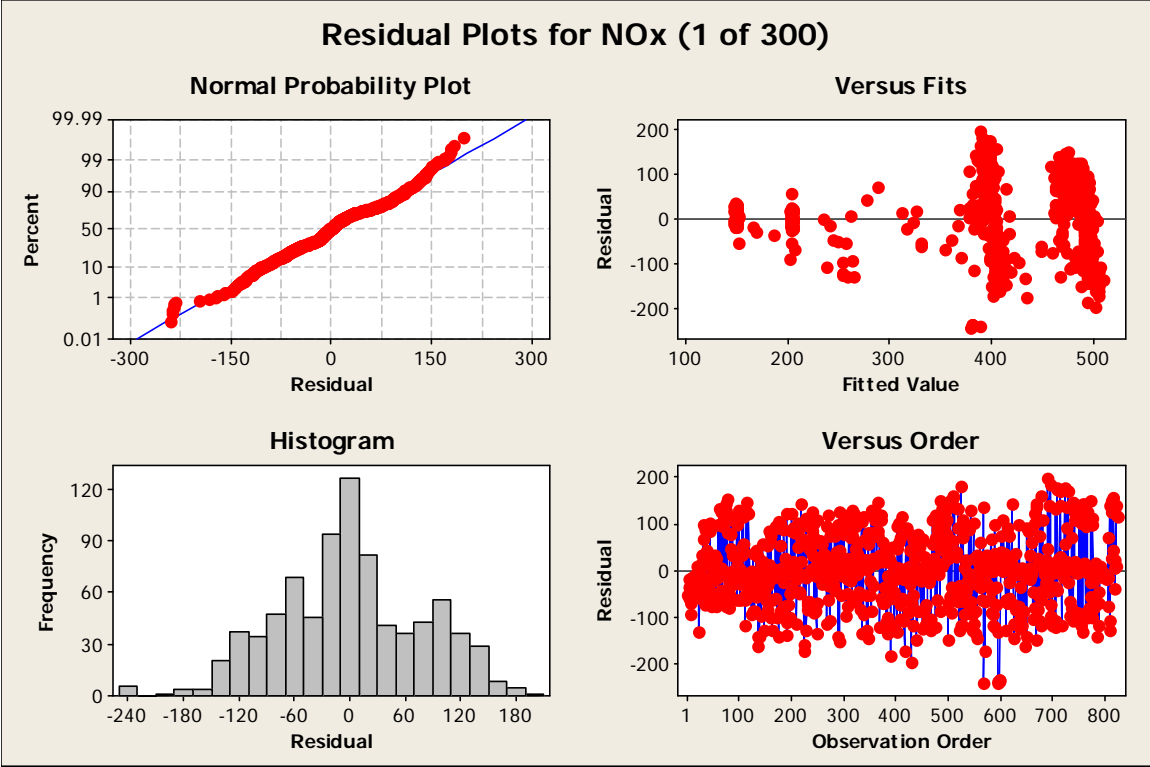 Residual Plots for NOx (1 of 300)
Normal Probability Plot
99.99
99
90
50
10
1
0.01
Percent
-300 -150 0 150 300
Residual
Versus Fits
200
100
0
-100
-200
Residual
100 200 300 400 500
Fitted Value
Histogram
120
90
60
30
0
Frequency
-240 -180 -120 -60 0 60 120 180
Residual
Versus Order
200
100
0
-100
-200
Residual
1 100 200 300 400 500 600 700 800
Observation Order